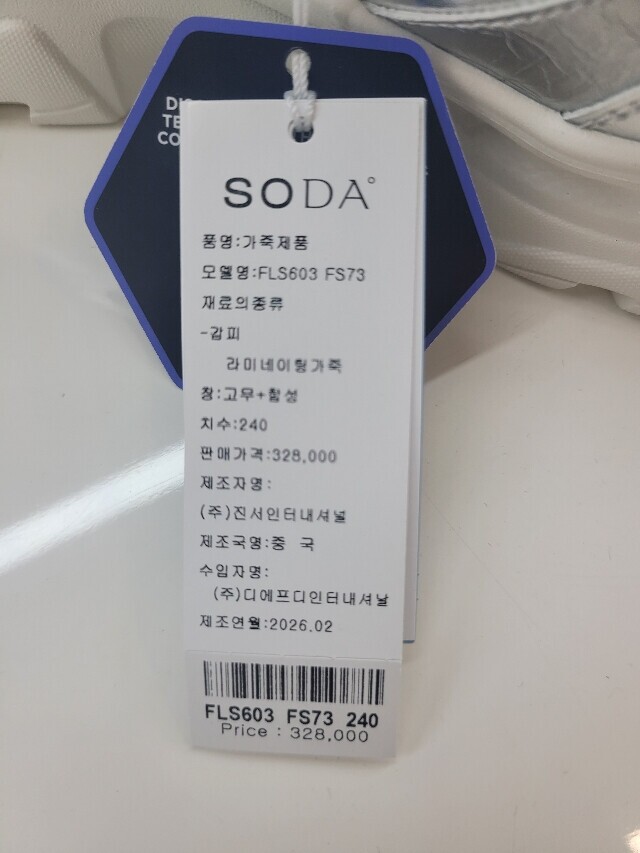 SODA
품명:가죽제품
모델명:FLS603 FS73
재료의종류
-갑피
라미네이팅가죽
창:고무+합성
치수:240
판매가격:328,000
제조자명:
(주)진서인터내셔널
제조국명:중 국
수입자명:
(주)디에프디인터내셔날
제조연월:2026.02
FLS603 FS73 240
Price : 328,000